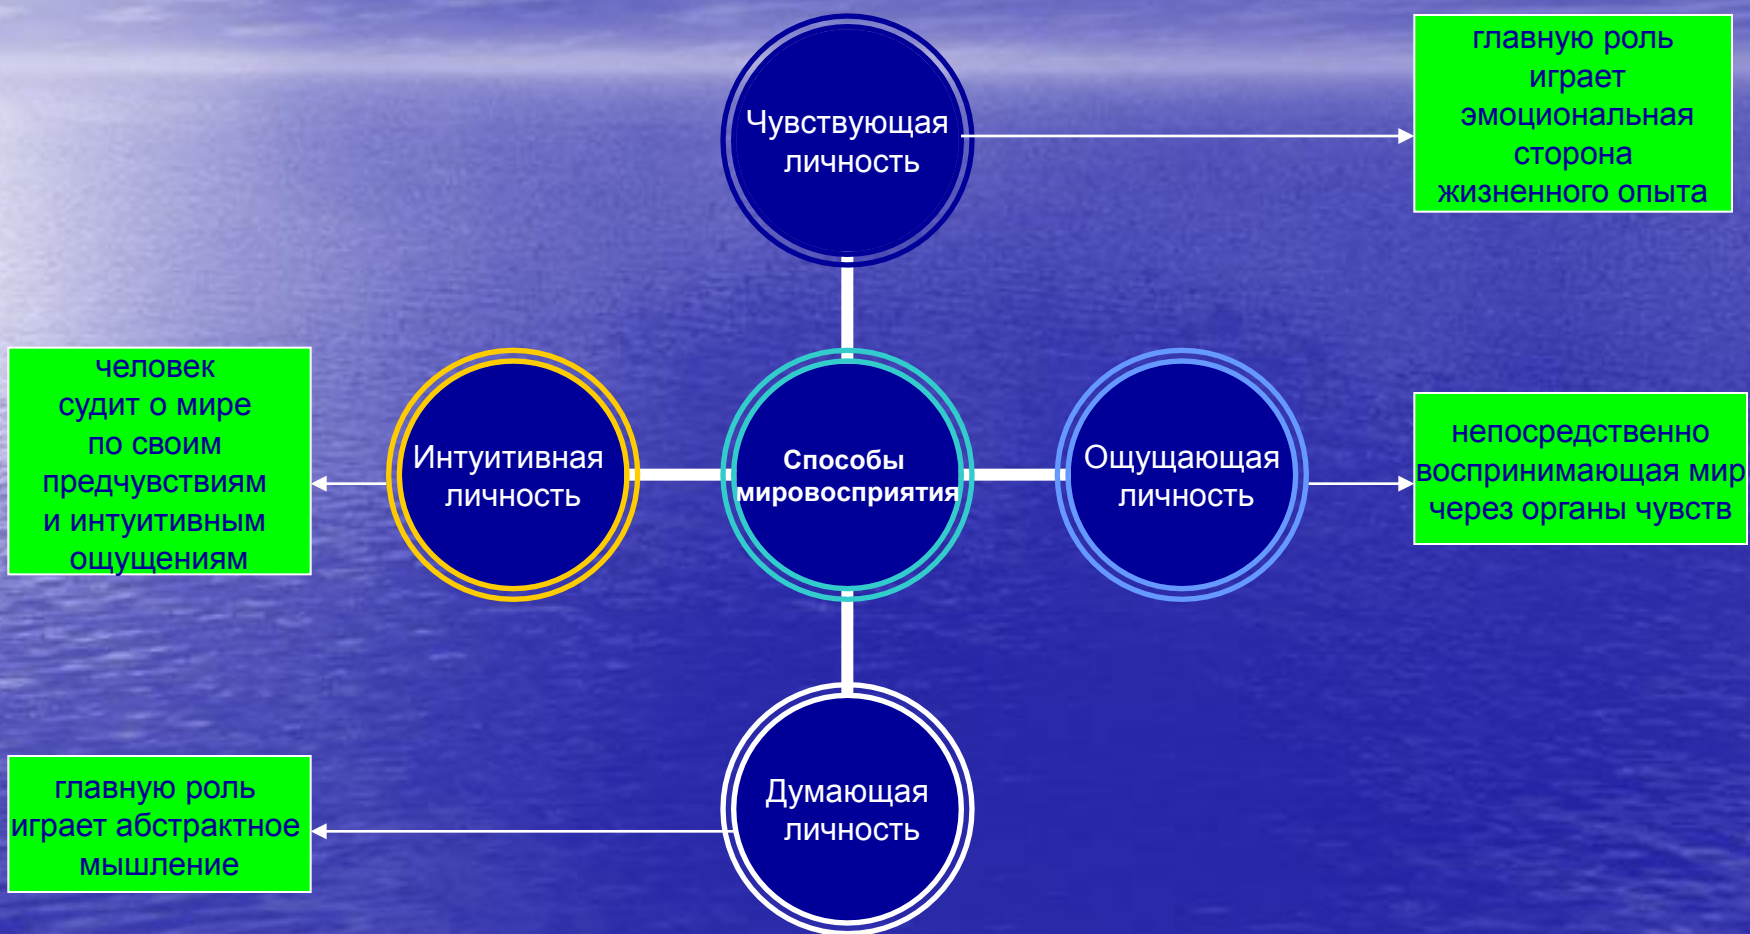 Чувствующая
личность
главную роль
играет
эмоциональная
сторона
жизненного опыта
человек
судит о мире
по своим
предчувствиям
и интуитивным
ощущениям
Интуитивная
личность
Способы
мировосприятия
Ощущающая
личность
непосредственно
воспринимающая мир
через органы чувств
главную роль
играет абстрактное
мышление
Думающая
личность